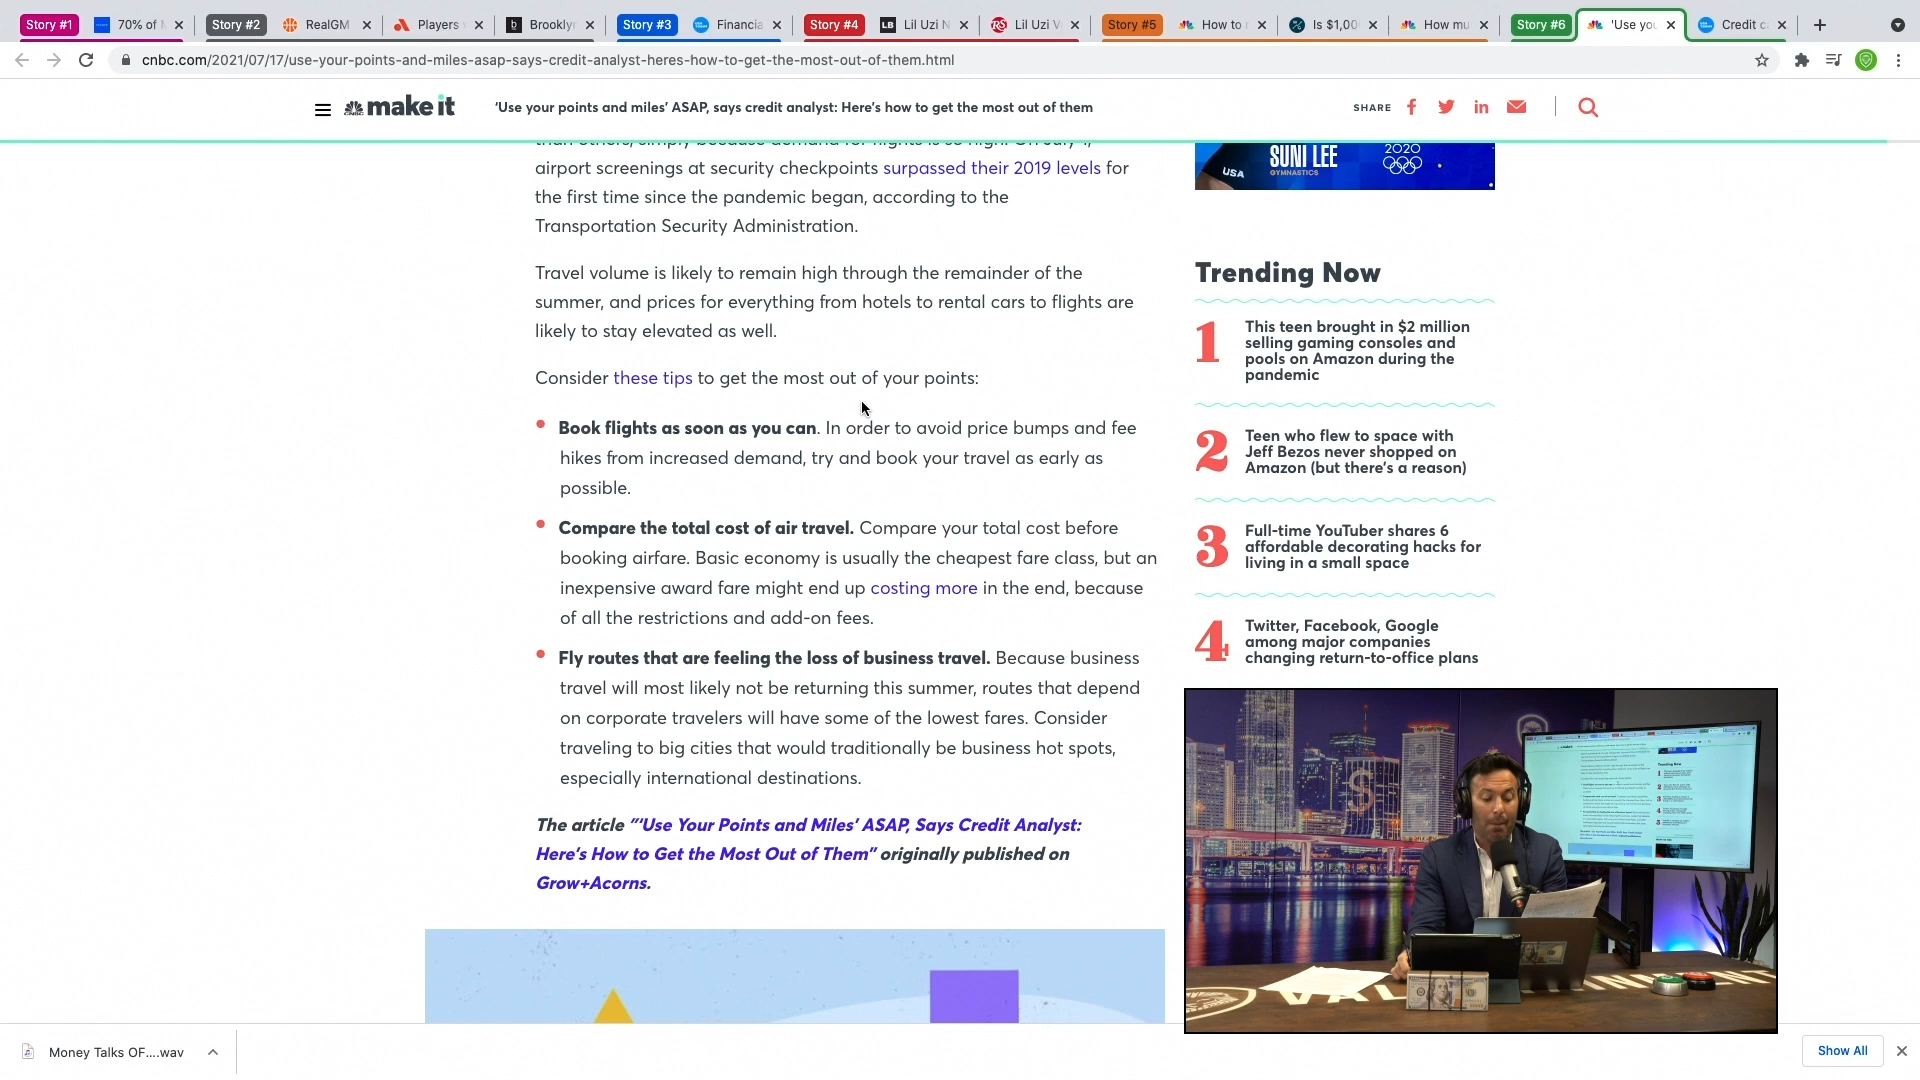 Story #1
70% of
Story #2
RealGM
Players
Brooklyn
Story #3
Financia
Story #4
LB
Lil Uzi N
RS
Lil Uzi V
Story #5
How to
Is $1,00
How mu
Story #6
'Use you
Credit c
cnbc.com/2021/07/17/use-your-points-and-miles-asap-says-credit-analyst-heres-how-to-get-the-most-out-of-them.html
make it
'Use your points and miles' ASAP, says credit analyst: Here's how to get the most out of them
SHARE
than others, simply because demand for flights is so high. On July 1,
airport screenings at security checkpoints surpassed their 2019 levels for
the first time since the pandemic began, according to the
Transportation Security Administration.
Travel volume is likely to remain high through the remainder of the
summer, and prices for everything from hotels to rental cars to flights are
likely to stay elevated as well.
Consider these tips to get the most out of your points:
Book flights as soon as you can. In order to avoid price bumps and fee
hikes from increased demand, try and book your travel as early as
possible.
Compare the total cost of air travel. Compare your total cost before
booking airfare. Basic economy is usually the cheapest fare class, but an
inexpensive award fare might end up costing more in the end, because
of all the restrictions and add-on fees.
Fly routes that are feeling the loss of business travel. Because business
travel will most likely not be returning this summer, routes that depend
on corporate travelers will have some of the lowest fares. Consider
traveling to big cities that would traditionally be business hot spots,
especially international destinations.
The article "'Use Your Points and Miles' ASAP, Says Credit Analyst:
Here's How to Get the Most Out of Them" originally published on
Grow+Acorns.
USA
SUNI LEE
GYMNASTICS
2020
Trending Now
1
This teen brought in $2 million
selling gaming consoles and
pools on Amazon during the
pandemic
2
Teen who flew to space with
Jeff Bezos never shopped on
Amazon (but there's a reason)
3
Full-time YouTuber shares 6
affordable decorating hacks for
living in a small space
4
Twitter, Facebook, Google
among major companies
changing return-to-office plans
Money Talks OF....wav
Show All